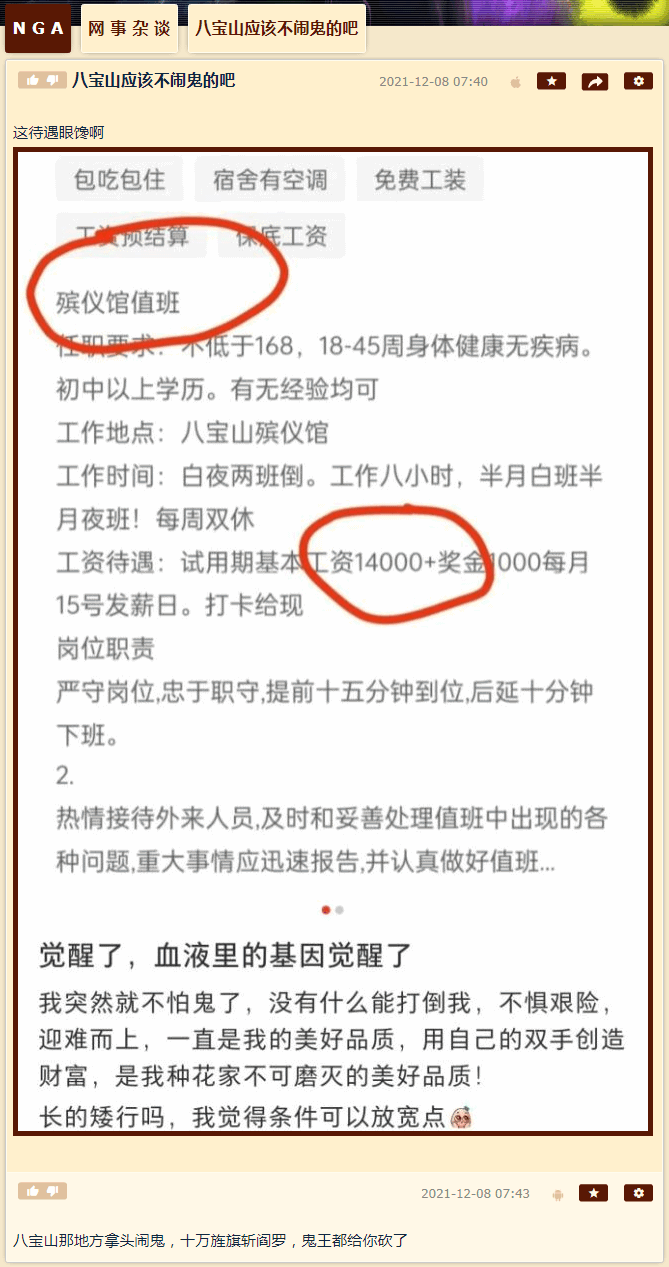 NGA 网事杂谈 八宝山应该不闹鬼的吧
八宝山应该不闹鬼的吧 2021-12-08 07:40
这待遇眼馋啊
包吃包住 宿舍有空调 免费工装
工资预结算 保底工资
殡仪馆值班
任职要求：不低于168，18-45周身体健康无疾病。
初中以上学历。有无经验均可
工作地点：八宝山殡仪馆
工作时间：白夜两班倒。工作八小时，半月白班半
月夜班！每周双休
工资待遇：试用期基本工资14000+奖金1000每月
15号发薪日。打卡给现
岗位职责
严守岗位,忠于职守,提前十五分钟到位,后延十分钟
下班。
2.
热情接待外来人员,及时和妥善处理值班中出现的各
种问题,重大事情应迅速报告,并认真做好值班...
觉醒了，血液里的基因觉醒了
我突然就不怕鬼了，没有什么能打倒我，不惧艰险，
迎难而上，一直是我的美好品质，用自己的双手创造
财富，是我种花家不可磨灭的美好品质！
长的矮行吗，我觉得条件可以放宽点
2021-12-08 07:43
八宝山那地方拿头闹鬼，十万旌旗斩阎罗，鬼王都给你砍了